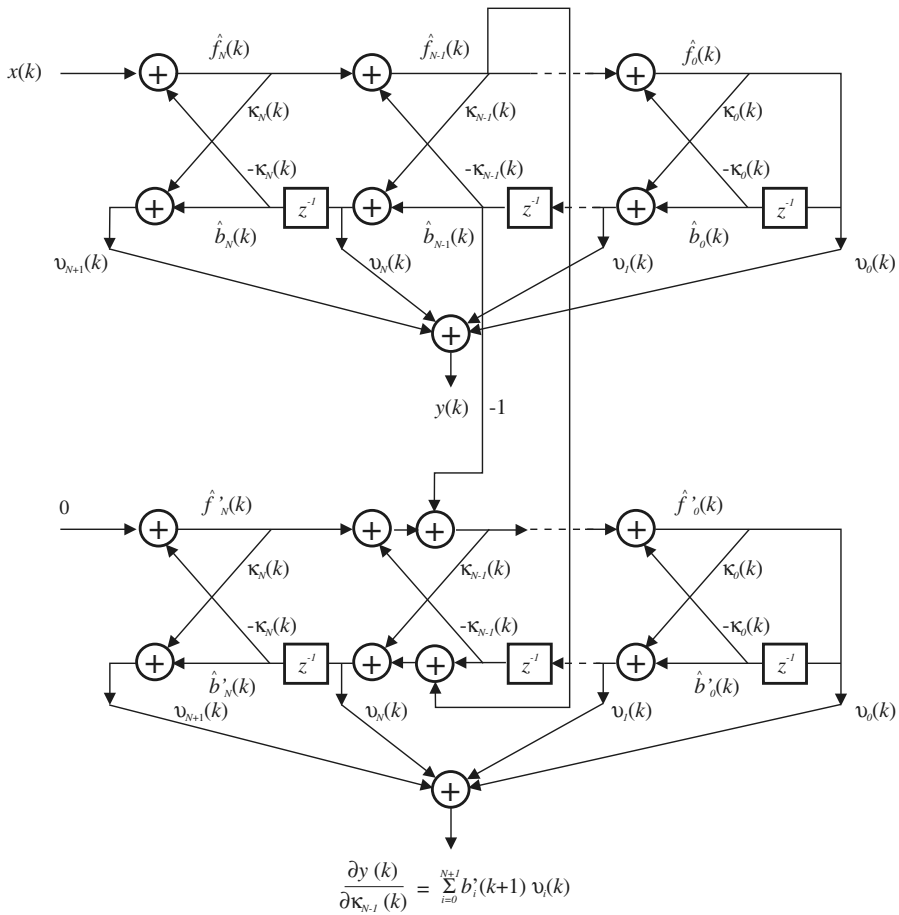 f̂_N(k) f̂_{N-1}(k) f̂_0(k)
x(k) + + +
κ_N(k) κ_{N-1}(k) κ_0(k)
-κ_N(k) -κ_{N-1}(k) -κ_0(k)
+ z^{-1} + z^{-1} + z^{-1}
b̂_N(k) b̂_{N-1}(k) b̂_0(k)
υ_{N+1}(k) υ_N(k) υ_1(k) υ_0(k)
+
y(k) -1
0 f̂'_N(k) f̂'_0(k)
+ + + +
κ_N(k) κ_{N-1}(k) κ_0(k)
-κ_N(k) -κ_{N-1}(k) -κ_0(k)
+ z^{-1} + + z^{-1} + z^{-1}
b̂'_N(k) b̂'_0(k)
υ_{N+1}(k) υ_N(k) υ_1(k) υ_0(k)
+
∂y (k) / ∂κ_{N-1}(k) = Σ_{i=0}^{N+1} b'_i(k+1) υ_i(k)